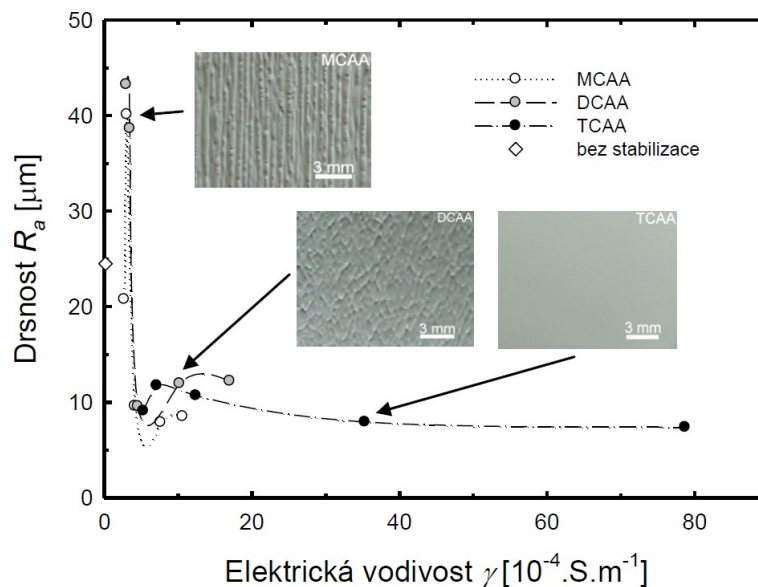 50
40
30
20
10
0
Drsnost Ra [μm]
0 20 40 60 80
Elektrická vodivost γ [10-4.S.m-1]
MCAA
DCAA
TCAA
bez stabilizace
MCAA
3 mm
DCAA
3 mm
TCAA
3 mm